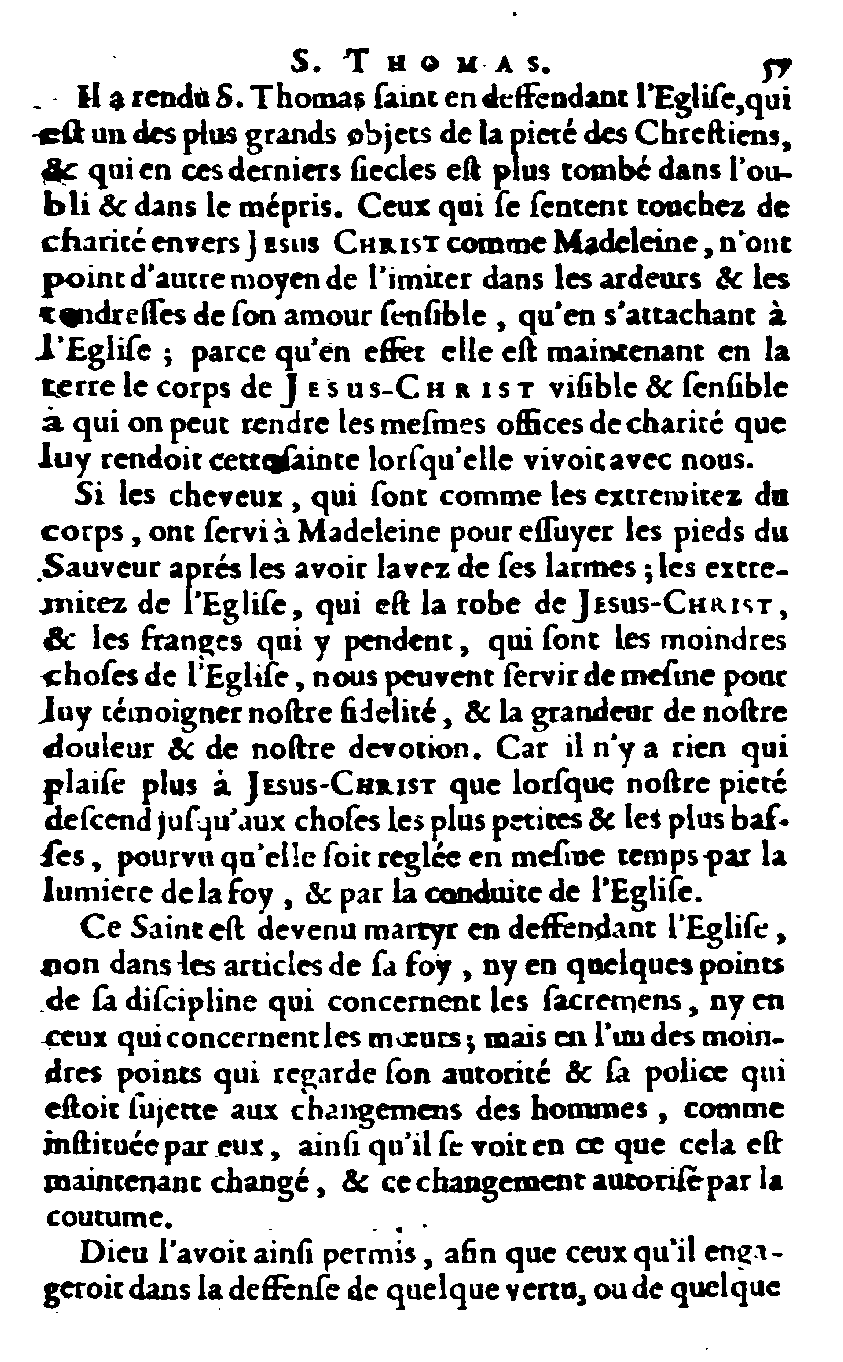 S. THOMAS. 57
Il a rendu S. Thomas ſaint en deffendant l'Egliſe, qui
eſt un des plus grands objets de la pieté des Chreſtiens,
& qui en ces derniers ſiecles eſt plus tombé dans l'ou-
bli & dans le mépris. Ceux qui ſe ſentent touchez de
charité envers JESUS CHRIST comme Madeleine, n'ont
point d'autre moyen de l'imiter dans les ardeurs & les
tendreſſes de ſon amour ſenſible, qu'en s'attachant à
l'Egliſe ; parce qu'en effet elle eſt maintenant en la
terre le corps de JESUS-CHRIST viſible & ſenſible
à qui on peut rendre les meſmes offices de charité que
luy rendoit cette ſainte lorſqu'elle vivoit avec nous.
Si les cheveux, qui ſont comme les extremitez du
corps, ont ſervi à Madeleine pour eſſuyer les pieds du
Sauveur aprés les avoir lavez de ſes larmes ; les extre-
mitez de l'Egliſe, qui eſt la robe de JESUS-CHRIST,
& les franges qui y pendent, qui ſont les moindres
choſes de l'Egliſe, nous peuvent ſervir de meſme pour
luy témoigner noſtre fidelité, & la grandeur de noſtre
douleur & de noſtre devotion. Car il n'y a rien qui
plaiſe plus à JESUS-CHRIST que lorſque noſtre pieté
deſcend juſqu'aux choſes les plus petites & les plus baſ-
ſes, pourvu qu'elle ſoit reglée en meſme temps par la
lumiere de la foy, & par la conduite de l'Egliſe.
Ce Saint eſt devenu martyr en deffendant l'Egliſe,
non dans les articles de ſa foy, ny en quelques points
de ſa diſcipline qui concernent les ſacremens, ny en
ceux qui concernent les mœurs ; mais en l'un des moin-
dres points qui regarde ſon autorité & ſa police qui
eſtoit ſujette aux changemens des hommes, comme
inſtituée par eux, ainſi qu'il ſe voit en ce que cela eſt
maintenant changé, & ce changement autoriſé par la
coutume.
Dieu l'avoit ainſi permis, afin que ceux qu'il enga-
geroit dans la deffenſe de quelque vertu, ou de quelque